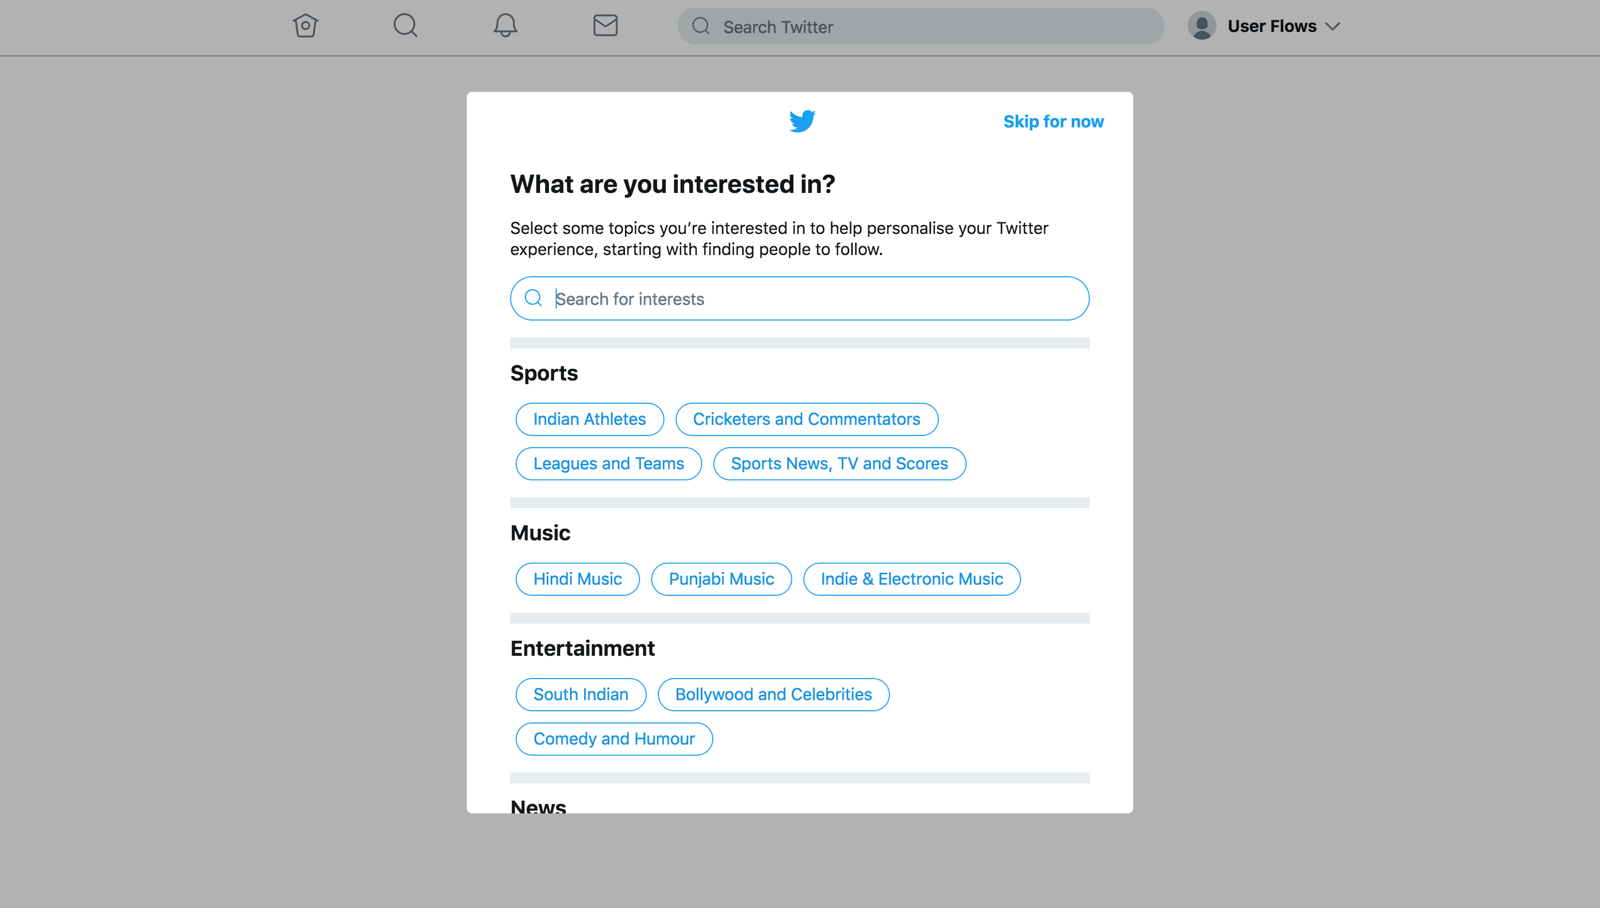 Search Twitter
User Flows
Skip for now
What are you interested in?
Select some topics you’re interested in to help personalise your Twitter
experience, starting with finding people to follow.
Search for interests
Sports
Indian Athletes
Cricketers and Commentators
Leagues and Teams
Sports News, TV and Scores
Music
Hindi Music
Punjabi Music
Indie & Electronic Music
Entertainment
South Indian
Bollywood and Celebrities
Comedy and Humour
News